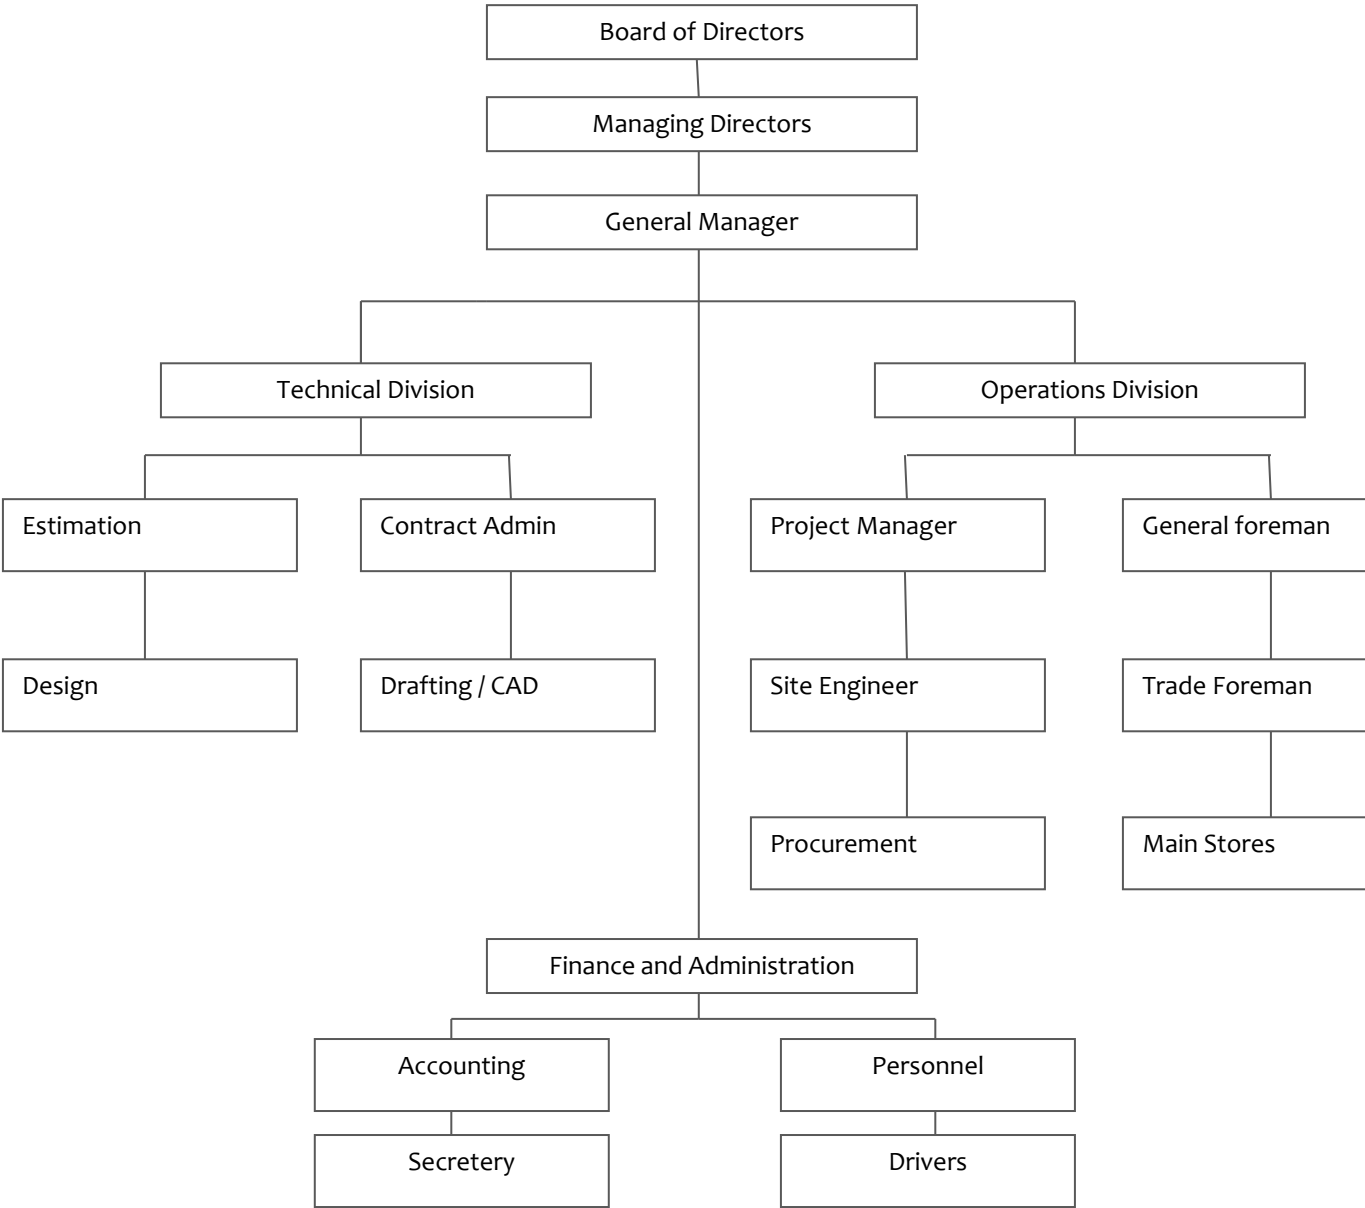 Board of Directors
Managing Directors
General Manager
Technical Division
Operations Division
Estimation
Contract Admin
Project Manager
General foreman
Design
Drafting / CAD
Site Engineer
Trade Foreman
Procurement
Main Stores
Finance and Administration
Accounting
Personnel
Secretery
Drivers